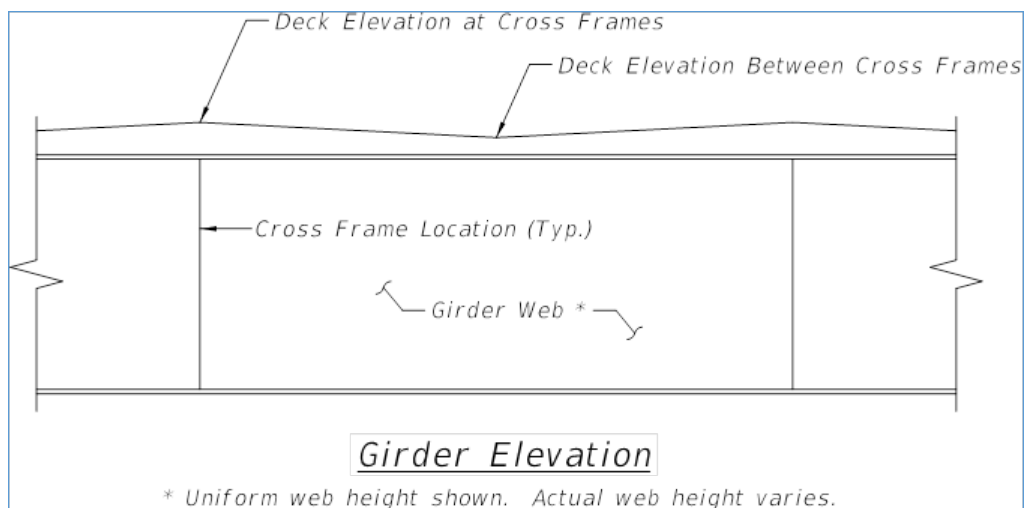 Deck Elevation at Cross Frames
Deck Elevation Between Cross Frames
Cross Frame Location (Typ.)
Girder Web *
Girder Elevation
* Uniform web height shown. Actual web height varies.